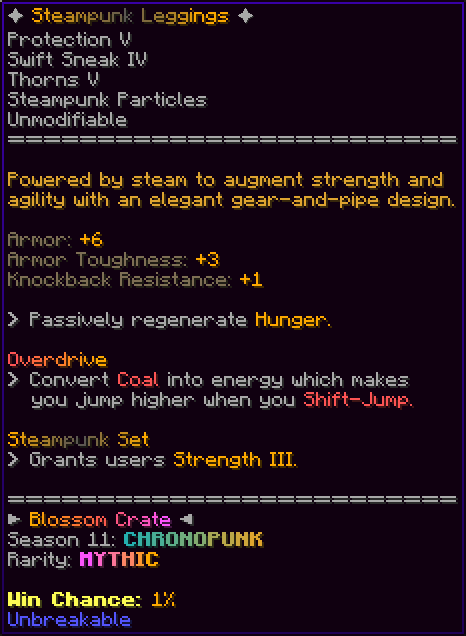 ✦ Steampunk Leggings ✦
Protection V
Swift Sneak IV
Thorns V
Steampunk Particles
Unmodifiable
==============================
Powered by steam to augment strength and
agility with an elegant gear-and-pipe design.
Armor: +6
Armor Toughness: +3
Knockback Resistance: +1
> Passively regenerate Hunger.
Overdrive
> Convert Coal into energy which makes
you jump higher when you Shift-Jump.
Steampunk Set
> Grants users Strength III.
==============================
► Blossom Crate ◄
Season 11: CHRONOPUNK
Rarity: MYTHIC
Win Chance: 1%
Unbreakable